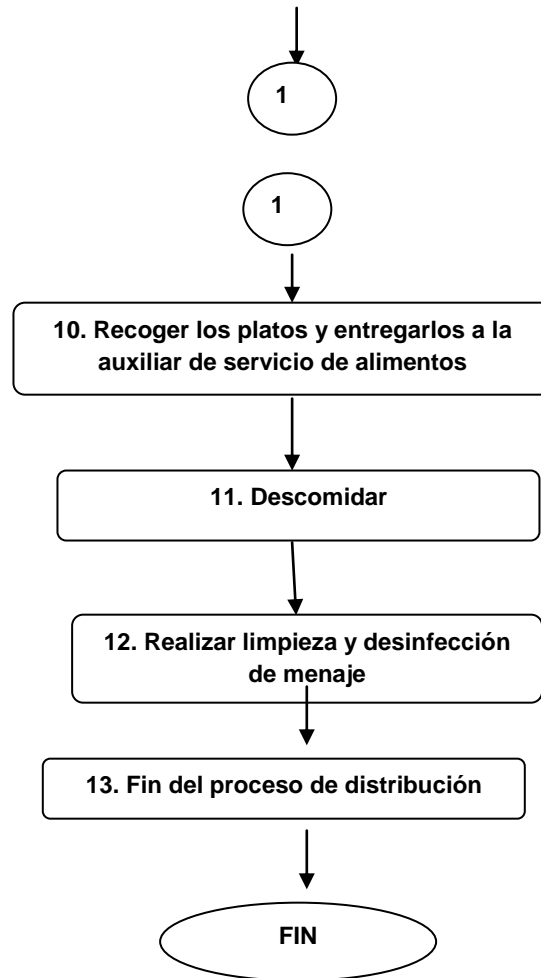 1
1
10. Recoger los platos y entregarlos a la
auxiliar de servicio de alimentos
11. Descomidar
12. Realizar limpieza y desinfección
de menaje
13. Fin del proceso de distribución
FIN